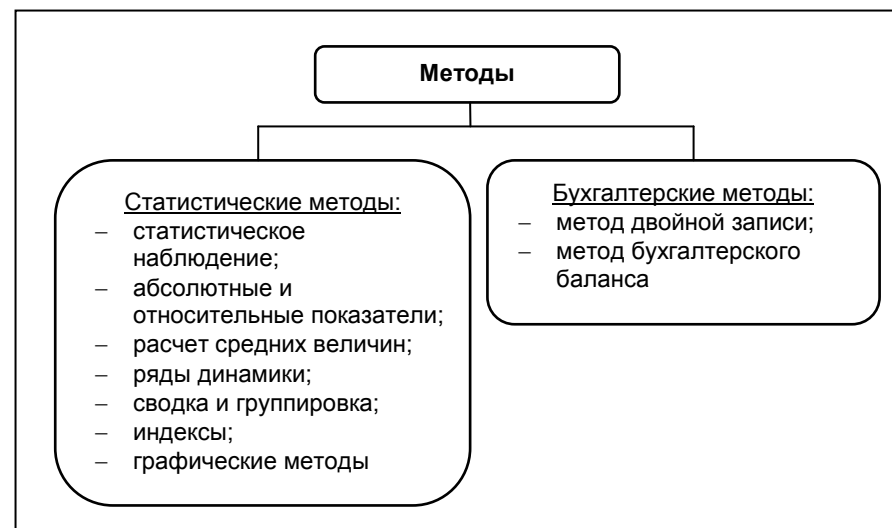 Методы
Статистические методы:
– статистическое
наблюдение;
– абсолютные и
относительные показатели;
– расчет средних величин;
– ряды динамики;
– сводка и группировка;
– индексы;
– графические методы
Бухгалтерские методы:
– метод двойной записи;
– метод бухгалтерского
баланса